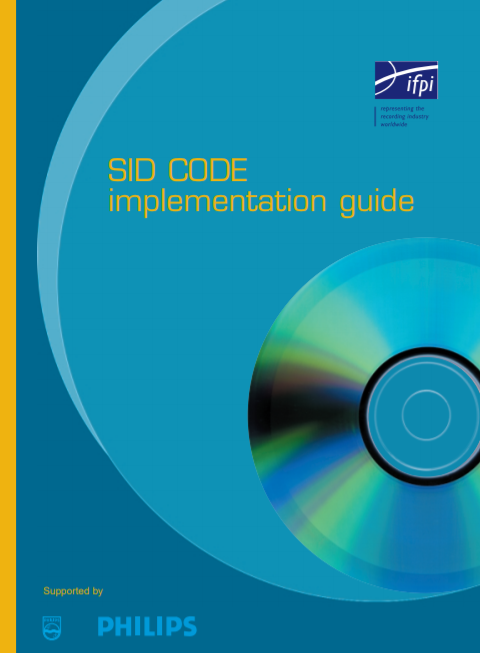 ifpi
representing the
recording industry
worldwide
SID CODE
implementation guide
Supported by
PHILIPS